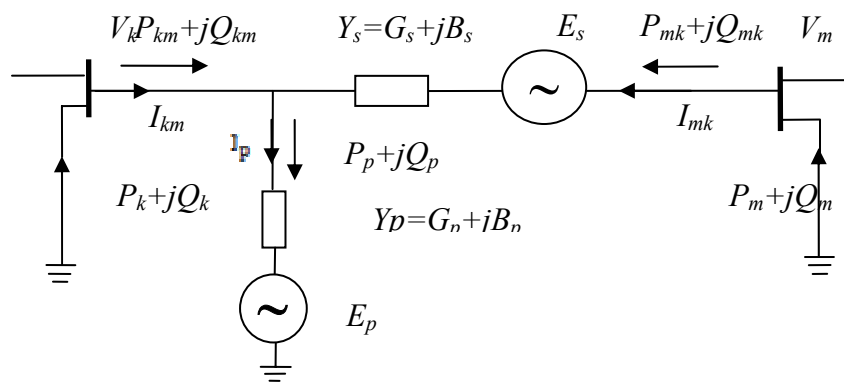 VₖPₖₘ+jQₖₘ Yₛ=Gₛ+jBₛ Eₛ Pₘₖ+jQₘₖ Vₘ
Iₖₘ Iₘₖ
Iₚ Pₚ+jQₚ
Pₖ+jQₖ Yp=Gₚ+jBₚ Pₘ+jQₘ
Eₚ